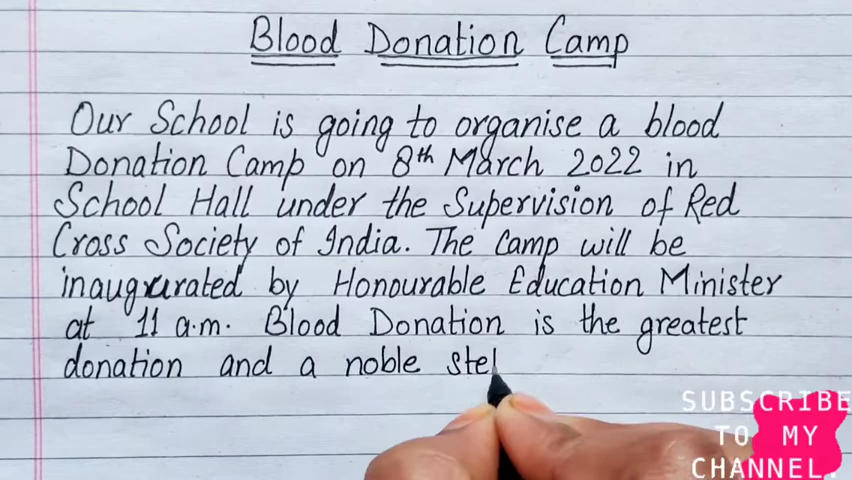 Blood Donation Camp
Our School is going to organise a blood
Donation Camp on 8th March 2022 in
School Hall under the Supervision of Red
Cross Society of India. The Camp will be
inaugurated by Honourable Education Minister
at 11 a.m. Blood Donation is the greatest
donation and a noble
SUBSCRIBE
TO MY
CHANNEL.